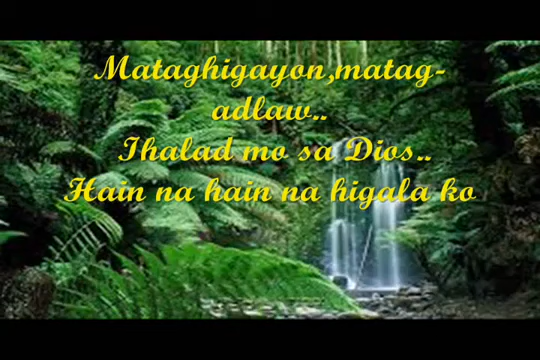 Mataghigayon,matag-
adlaw..
Ihalad mo sa Dios..
Hain na hain na higala ko